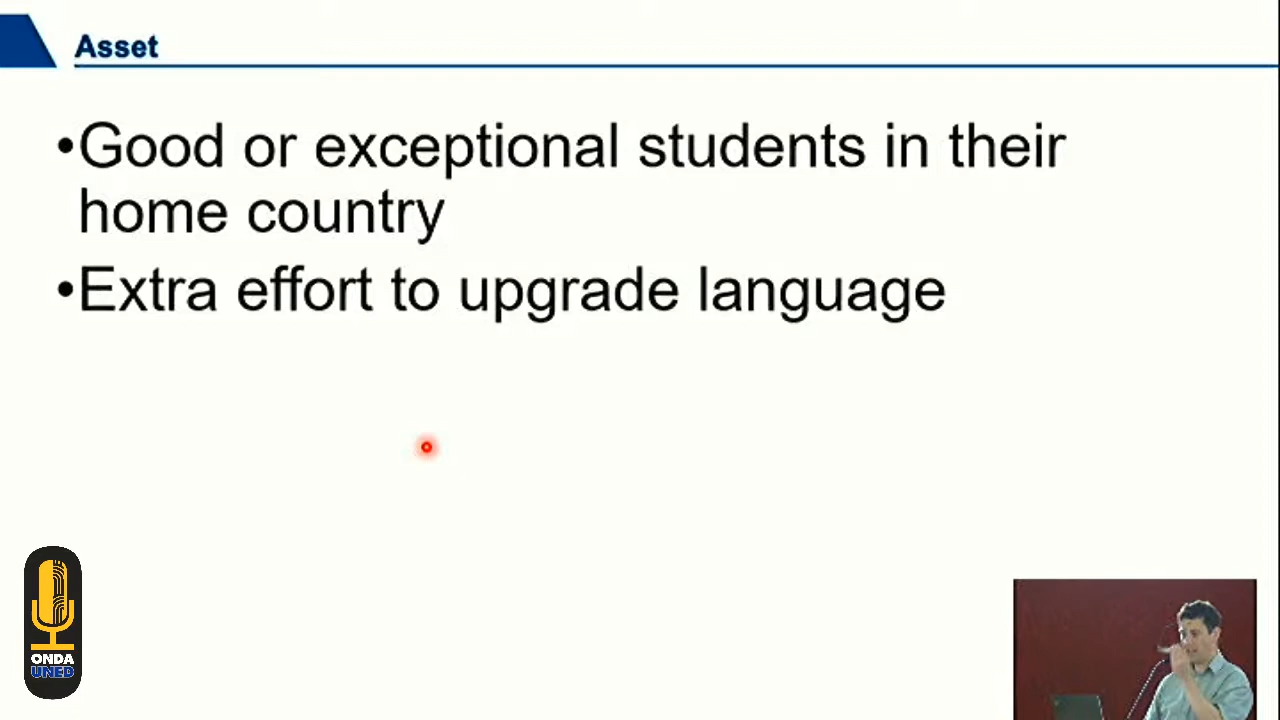 Asset
•Good or exceptional students in their
home country
•Extra effort to upgrade language
ONDA
UNED